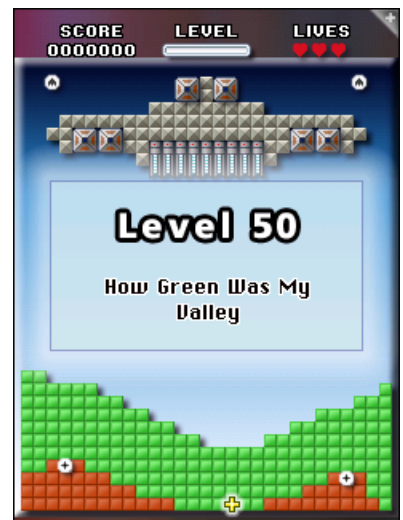 SCORE LEVEL LIVES
0000000
Level 50
How Green Was My
Valley